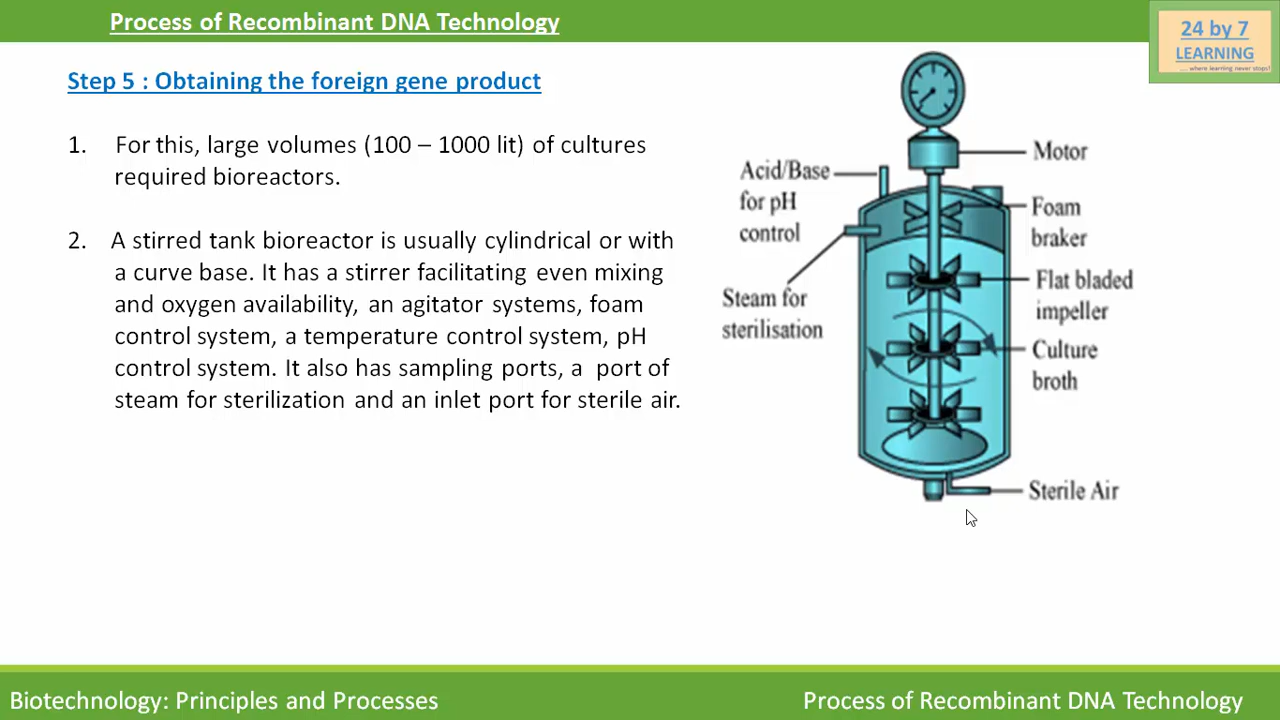 Process of Recombinant DNA Technology
24 by 7
LEARNING
.... where learning never stops!
Step 5 : Obtaining the foreign gene product
1. For this, large volumes (100 – 1000 lit) of cultures
required bioreactors.
2. A stirred tank bioreactor is usually cylindrical or with
a curve base. It has a stirrer facilitating even mixing
and oxygen availability, an agitator systems, foam
control system, a temperature control system, pH
control system. It also has sampling ports, a port of
steam for sterilization and an inlet port for sterile air.
Acid/Base
for pH
control
Steam for
sterilisation
Motor
Foam
braker
Flat bladed
impeller
Culture
broth
Sterile Air
Biotechnology: Principles and Processes
Process of Recombinant DNA Technology